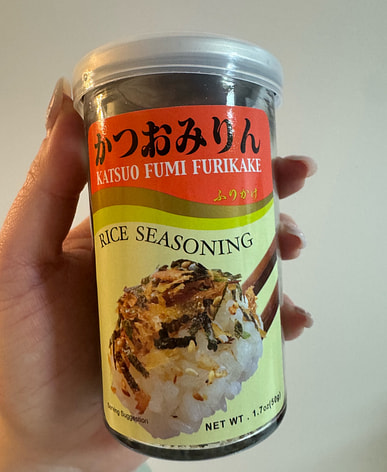 かつおみりん
KATSUO FUMI FURIKAKE
ふりかけ
RICE SEASONING
Serving Suggestion
NET WT. 1.7oz(50g)